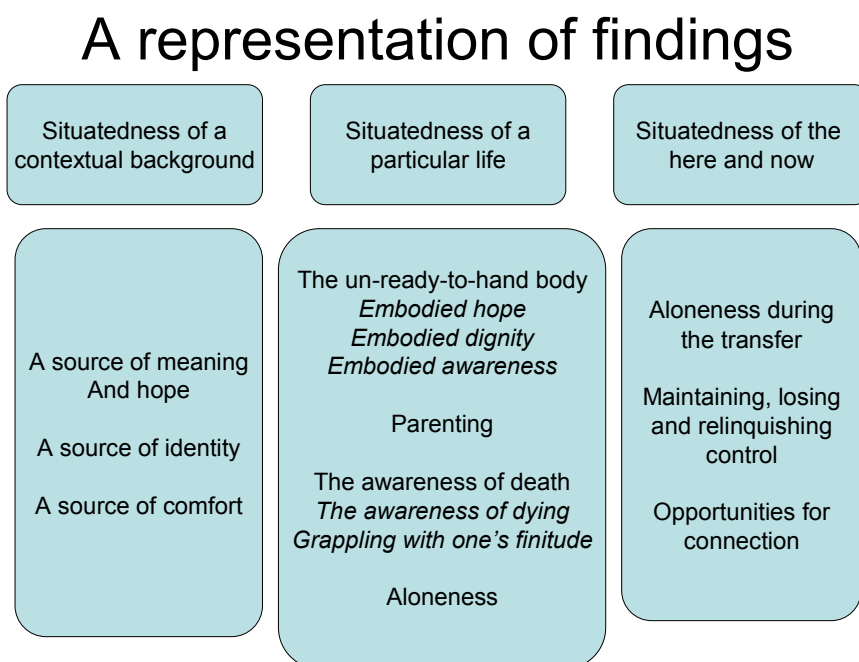 A representation of findings
Situatedness of a
contextual background
Situatedness of a
particular life
Situatedness of the
here and now
A source of meaning
And hope
A source of identity
A source of comfort
The un-ready-to-hand body
Embodied hope
Embodied dignity
Embodied awareness
Parenting
The awareness of death
The awareness of dying
Grappling with one’s finitude
Aloneness
Aloneness during
the transfer
Maintaining, losing
and relinquishing
control
Opportunities for
connection